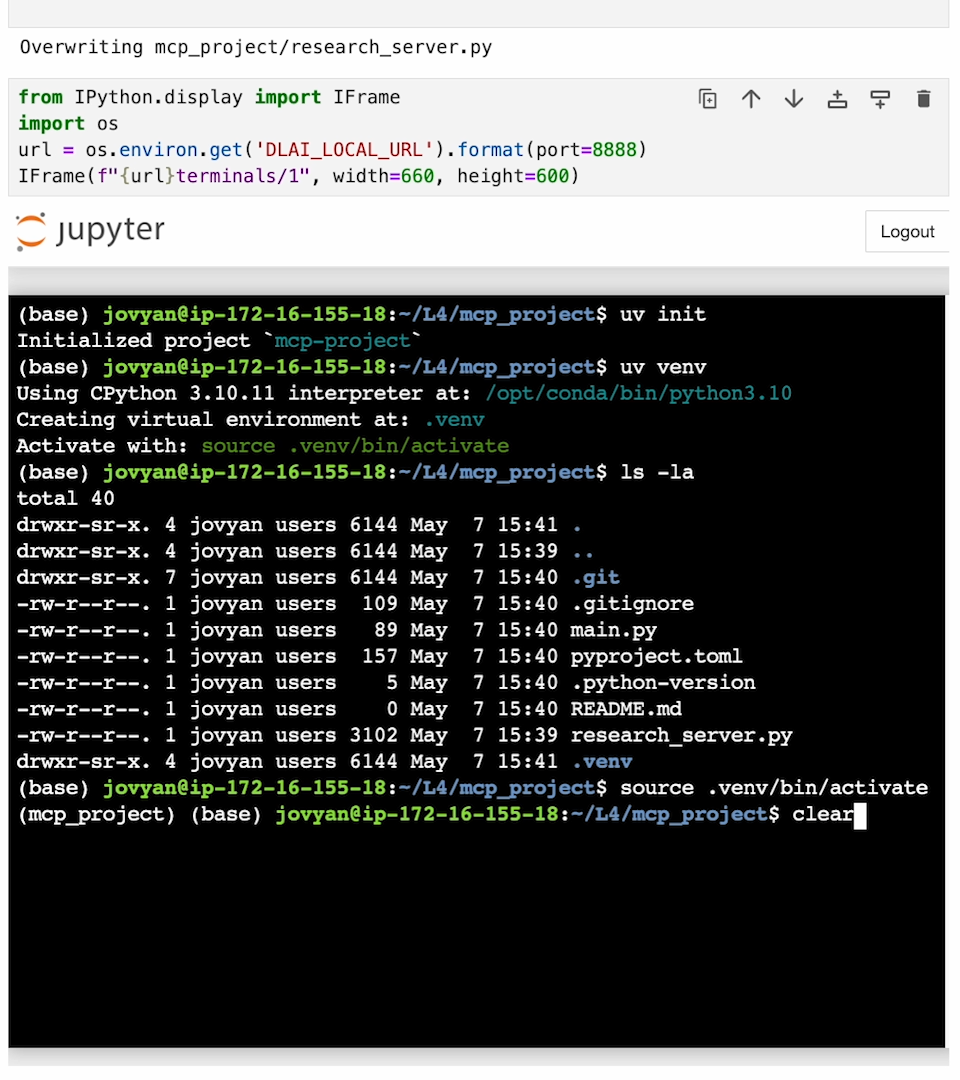 Overwriting mcp_project/research_server.py
from IPython.display import IFrame
import os
url = os.environ.get('DLAI_LOCAL_URL').format(port=8888)
IFrame(f"{url}terminals/1", width=660, height=600)
jupyter
Logout
(base) jovyan@ip-172-16-155-18:~/L4/mcp_project$ uv init
Initialized project `mcp-project`
(base) jovyan@ip-172-16-155-18:~/L4/mcp_project$ uv venv
Using CPython 3.10.11 interpreter at: /opt/conda/bin/python3.10
Creating virtual environment at: .venv
Activate with: source .venv/bin/activate
(base) jovyan@ip-172-16-155-18:~/L4/mcp_project$ ls -la
total 40
drwxr-sr-x. 4 jovyan users 6144 May  7 15:41 .
drwxr-sr-x. 4 jovyan users 6144 May  7 15:39 ..
drwxr-sr-x. 7 jovyan users 6144 May  7 15:40 .git
-rw-r--r--. 1 jovyan users  109 May  7 15:40 .gitignore
-rw-r--r--. 1 jovyan users   89 May  7 15:40 main.py
-rw-r--r--. 1 jovyan users  157 May  7 15:40 pyproject.toml
-rw-r--r--. 1 jovyan users    5 May  7 15:40 .python-version
-rw-r--r--. 1 jovyan users    0 May  7 15:40 README.md
-rw-r--r--. 1 jovyan users 3102 May  7 15:39 research_server.py
drwxr-sr-x. 4 jovyan users 6144 May  7 15:41 .venv
(base) jovyan@ip-172-16-155-18:~/L4/mcp_project$ source .venv/bin/activate
(mcp_project) (base) jovyan@ip-172-16-155-18:~/L4/mcp_project$ clear